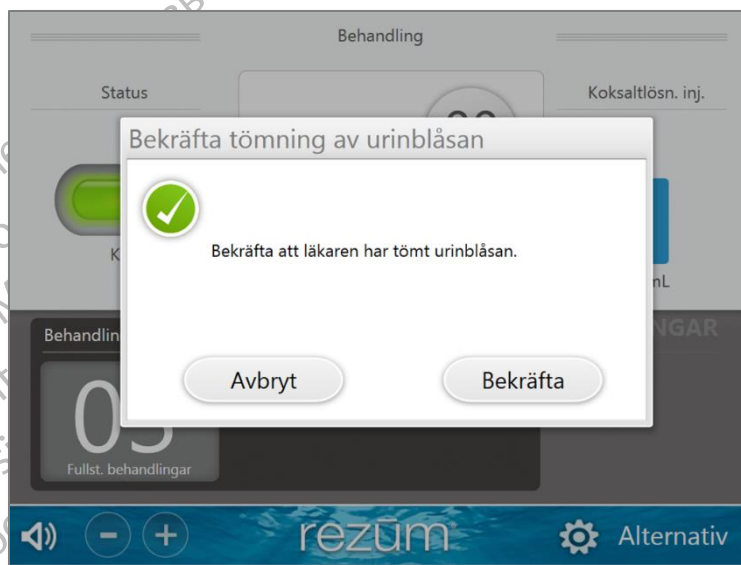 Behandling
Status
Koksaltlösn. inj.
Bekräfta tömning av urinblåsan
Bekräfta att läkaren har tömt urinblåsan.
mL
Avbryt
Bekräfta
Fullst. behandlingar
rezūm
Alternativ